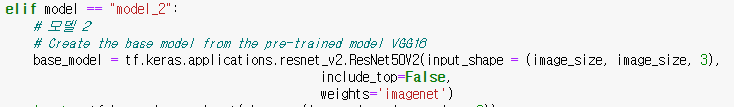 elif model == "model_2":
# 모델 2
# Create the base model from the pre-trained model VGG16
base_model = tf.keras.applications.resnet_v2.ResNet50V2(input_shape = (image_size, image_size, 3),
include_top=False,
weights='imagenet')